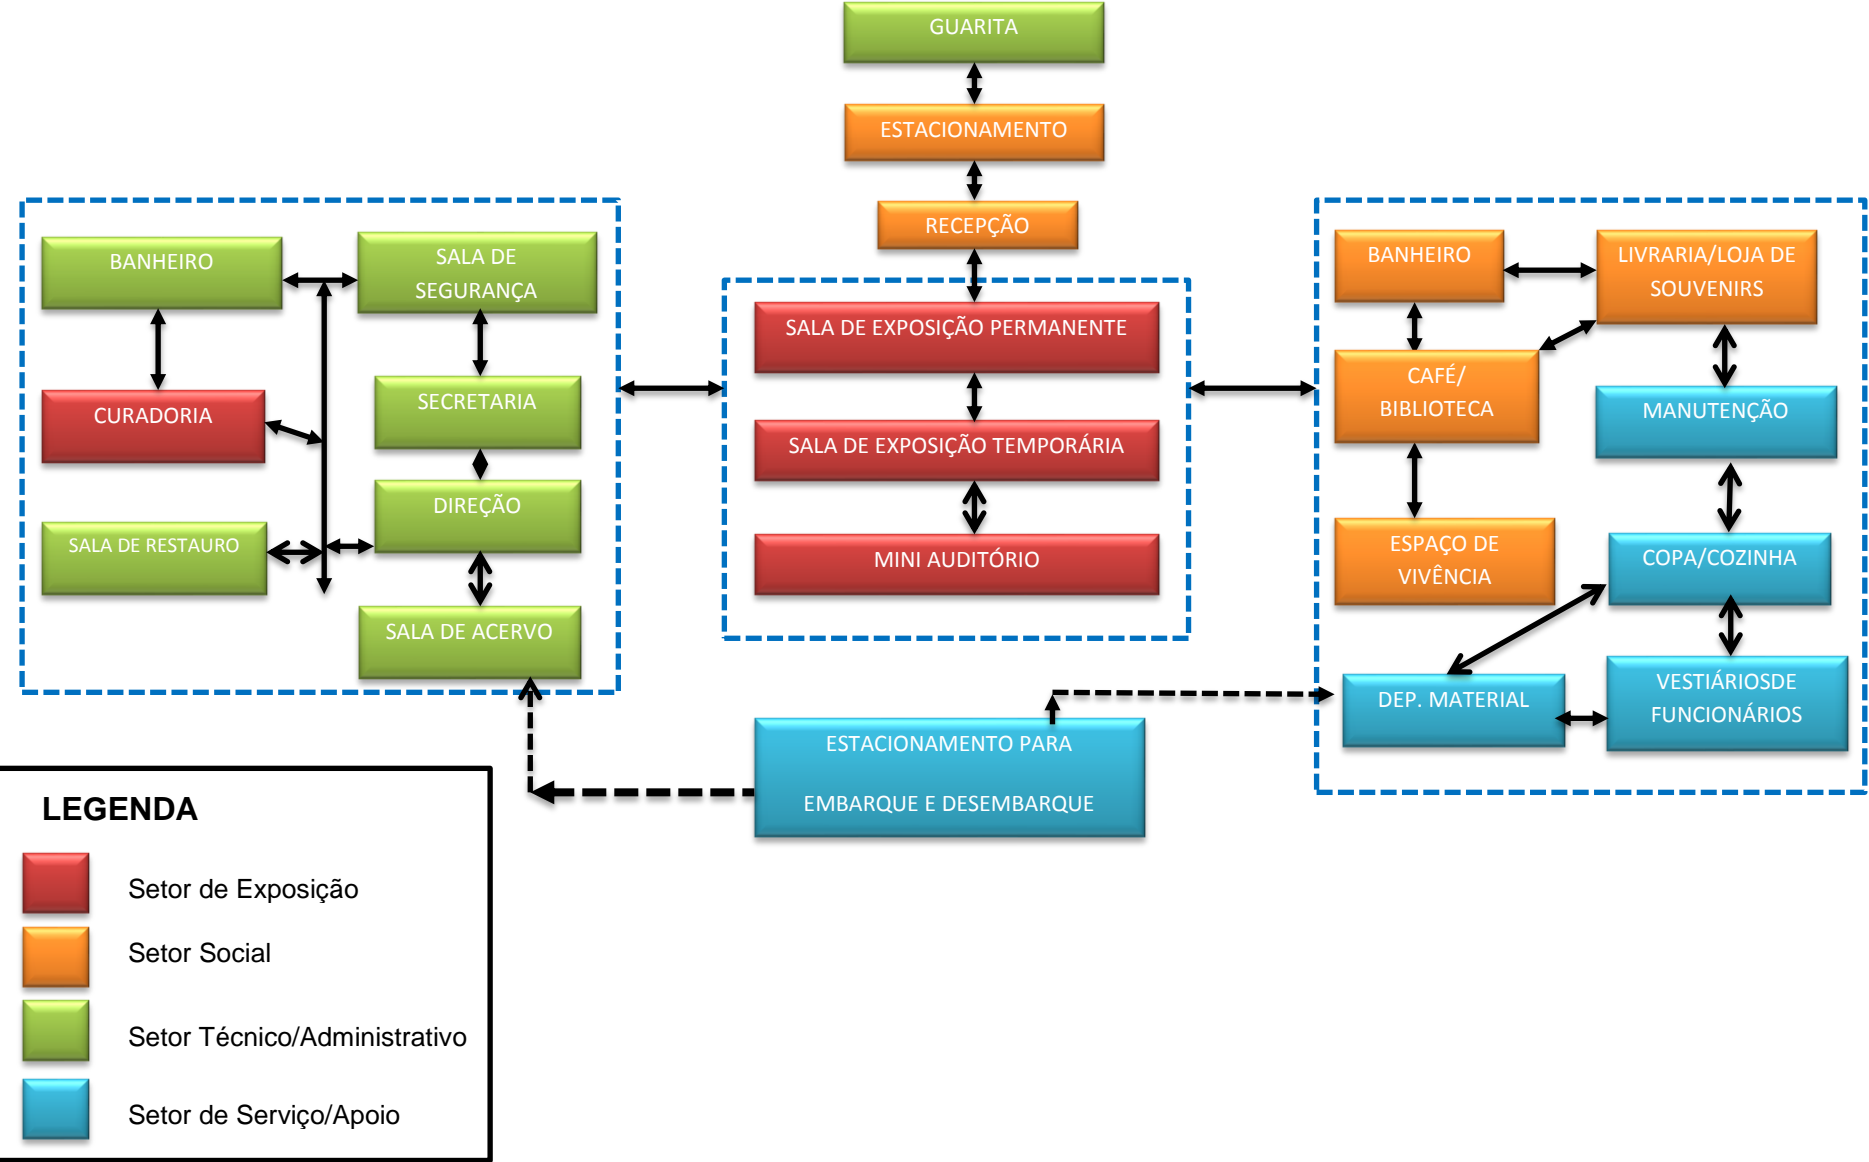 GUARITA
ESTACIONAMENTO
RECEPÇÃO
BANHEIRO
SALA DE
SEGURANÇA
CURADORIA
SECRETARIA
DIREÇÃO
SALA DE RESTAURO
SALA DE ACERVO
SALA DE EXPOSIÇÃO PERMANENTE
SALA DE EXPOSIÇÃO TEMPORÁRIA
MINI AUDITÓRIO
BANHEIRO
LIVRARIA/LOJA DE
SOUVENIRS
CAFÉ/
BIBLIOTECA
MANUTENÇÃO
ESPAÇO DE
VIVÊNCIA
COPA/COZINHA
DEP. MATERIAL
VESTIÁRIOSDE
FUNCIONÁRIOS
ESTACIONAMENTO PARA
EMBARQUE E DESEMBARQUE
LEGENDA
Setor de Exposição
Setor Social
Setor Técnico/Administrativo
Setor de Serviço/Apoio